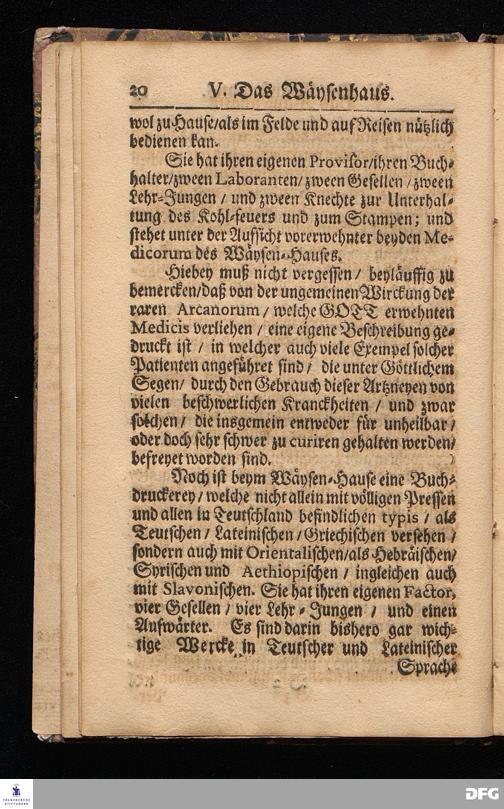 20 V. Das Wäysenhaus.
wol zu Hause/als im Felde und auf Reisen nützlich
bedienen kan.
Sie hat ihren eigenen Provisor/ihren Buch-
halter/zween Laboranten/zween Gesellen/zween
Lehr-Jungen / und zween Knechte zur Unterhal-
tung des Kohl-feuers und zum Stampen; und
stehet unter der Aufsicht vorerwehnter beyden Me-
dicorum des Wäysen-Hauses.
Hiebey muß nicht vergessen / beyläuffig zu
bemercken/daß von der ungemeinen Wirckung der
raren Arcanorum / welche GOTT erwehnten
Medicis verliehen / eine eigene Beschreibung ge-
druckt ist / in welcher auch viele Exempel solcher
Patienten angeführet sind / die unter Göttlichem
Segen/ durch den Gebrauch dieser Artzneyen von
vielen beschwerlichen Kranckheiten / und zwar
solchen/ die insgemein entweder für unheilbar /
oder doch sehr schwer zu curiren gehalten werden/
befreyet worden sind.
Noch ist beym Wäysen-Hause eine Buch-
druckerey/ welche nicht allein mit völligen Pressen
und allen in Teutschland befindlichen typis / als
Teutschen / Lateinischen /Griechischen versehen /
sondern auch mit Orientalischen/als Hebräischen/
Syrischen und Aethiopischen / ingleichen auch
mit Slavonischen. Sie hat ihren eigenen Factor,
vier Gesellen / vier Lehr-Jungen / und einen
Aufwärter. Es sind darin bishero gar wich-
tige Wercke in Teutscher und Lateinischer
Sprache
FRANCKESCHE
STIFTUNGEN
DFG